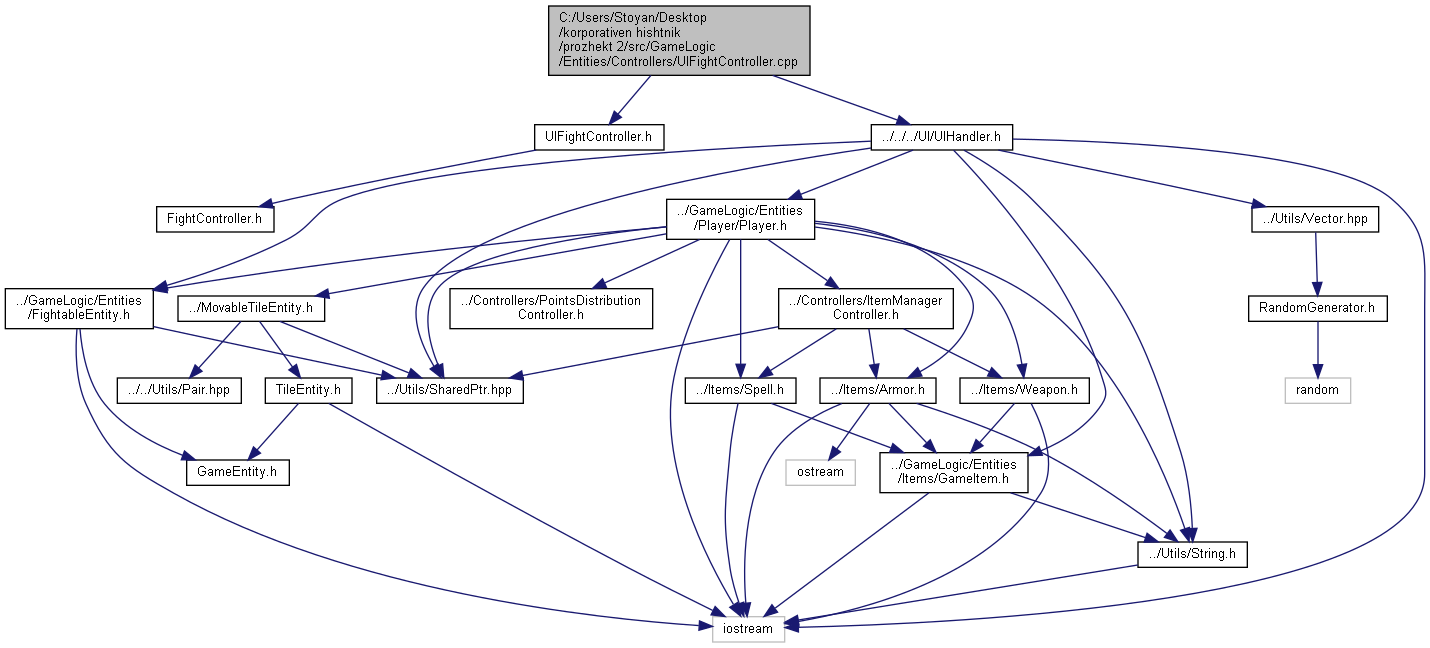 C:/Users/Stoyan/Desktop
/korporativen hishtnik
/prozhekt 2/src/GameLogic
/Entities/Controllers/UIFightController.cpp
UIFightController.h
../../../UI/UIHandler.h
FightController.h
../GameLogic/Entities
/Player/Player.h
../Utils/Vector.hpp
../GameLogic/Entities
/FightableEntity.h
../MovableTileEntity.h
../Controllers/PointsDistribution
Controller.h
../Controllers/ItemManager
Controller.h
RandomGenerator.h
../../Utils/Pair.hpp
TileEntity.h
../Utils/SharedPtr.hpp
../Items/Spell.h
../Items/Armor.h
../Items/Weapon.h
random
GameEntity.h
ostream
../GameLogic/Entities
/Items/GameItem.h
../Utils/String.h
iostream